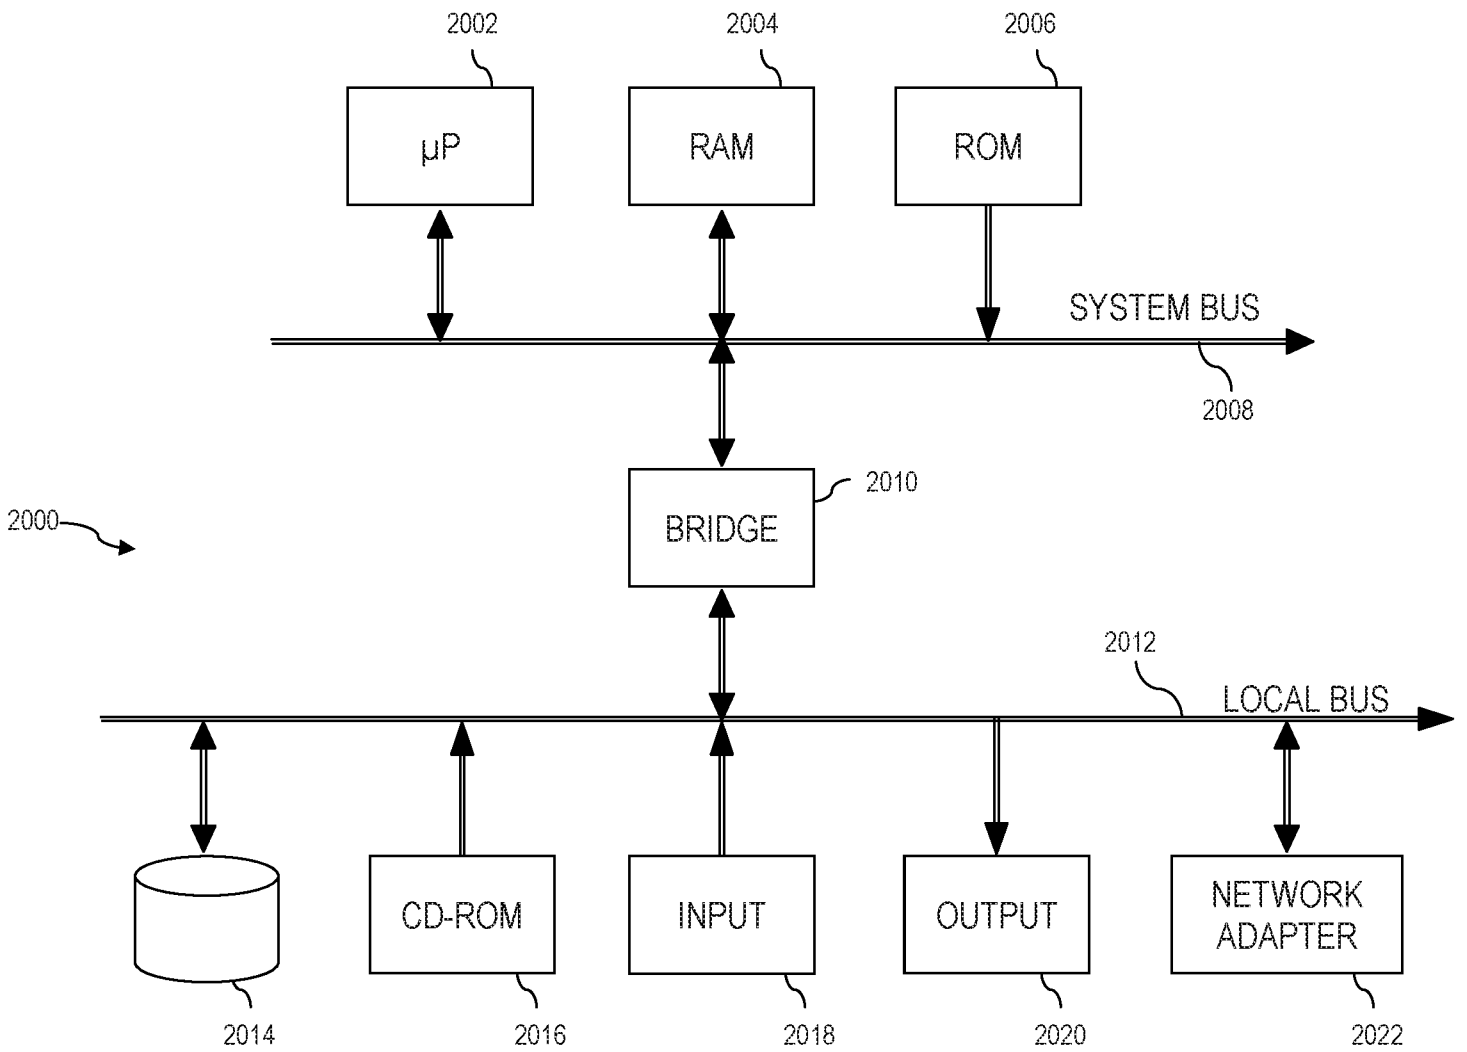 2002
2004
2006
µP
RAM
ROM
SYSTEM BUS
2008
2010
2000
BRIDGE
2012
LOCAL BUS
CD-ROM
INPUT
OUTPUT
NETWORK
ADAPTER
2014
2016
2018
2020
2022